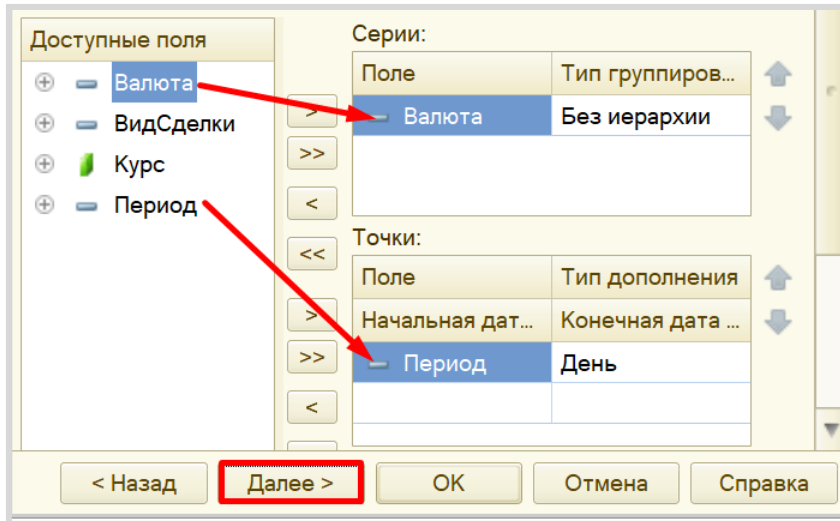 Доступные поля
Валюта
ВидСделки
Курс
Период
>
>>
<
<<
>
>>
<
Серии:
Поле Тип группиров...
Валюта Без иерархии
Точки:
Поле Тип дополнения
Начальная дат... Конечная дата ...
Период День
< Назад Далее > OK Отмена Справка